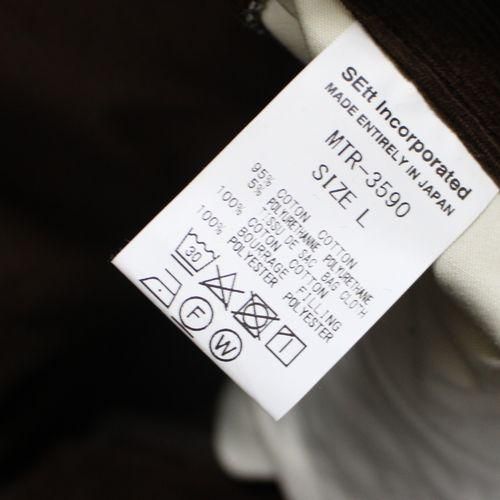 SEtt Incorporated
MADE ENTIRELY IN JAPAN
MTR-3590
SIZE L
95% COTON COTTON
5% POLYURETHANNE POLYURETHANE
TISSU DE SAC BAG CLOTH
100% COTON COTTON
BOURRAGE FILLING
100% POLYESTER POLYESTER
30
F
W